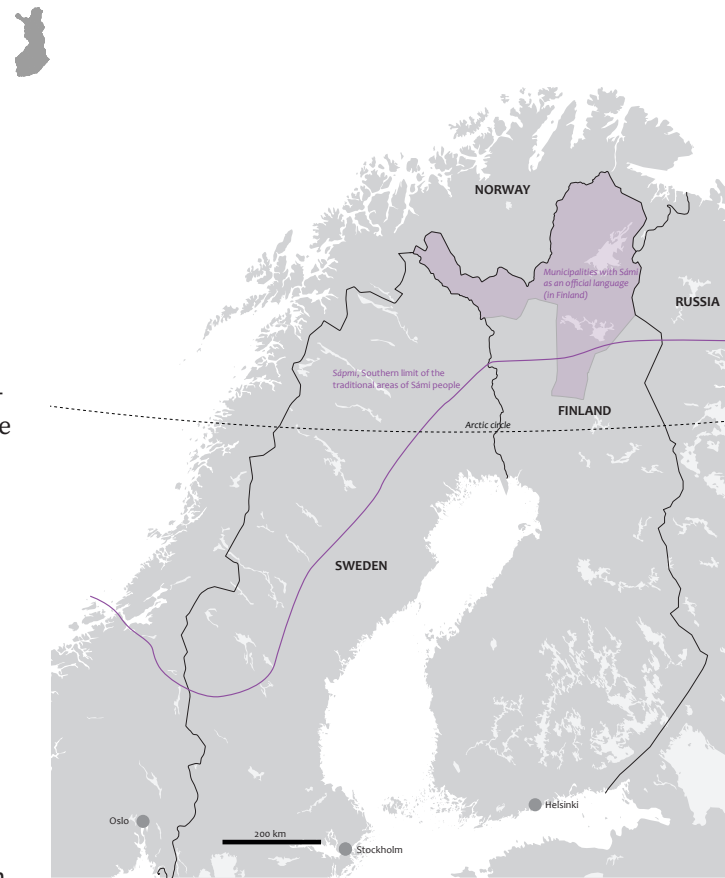 NORWAY
Municipalities with Sámi
as an official language
(in Finland)
RUSSIA
Sápmi, Southern limit of the
traditional areas of Sámi people
e
FINLAND
Arctic circle
SWEDEN
Helsinki
Oslo
200 km
Stockholm